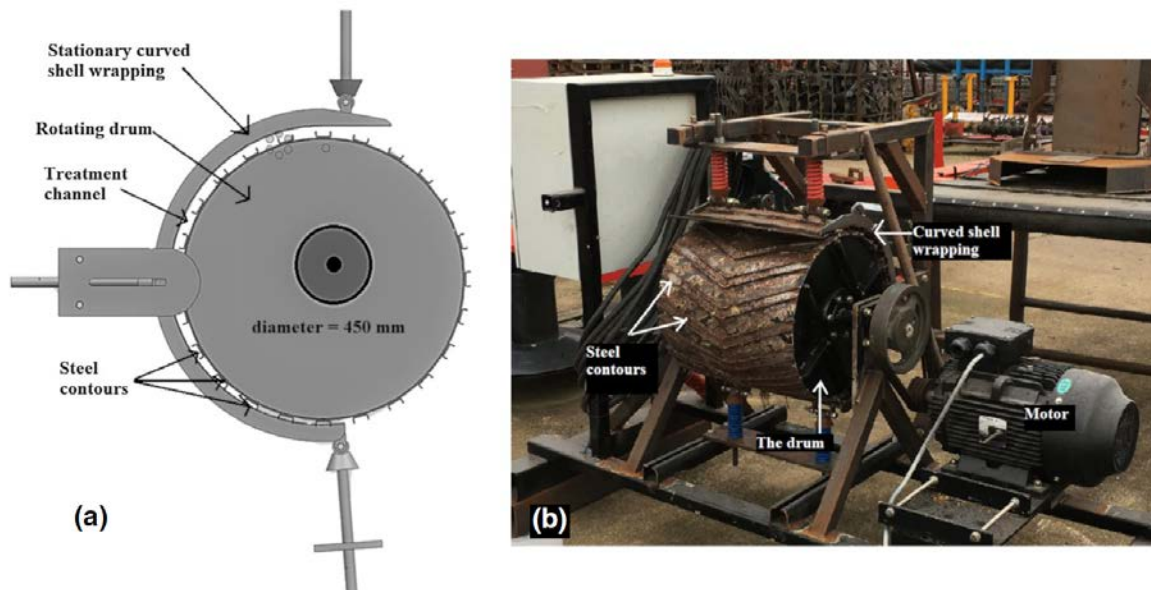 Stationary curved
shell wrapping
Rotating drum
Treatment
channel
diameter = 450 mm
Steel
contours
(a)
Curved shell
wrapping
Steel
contours
Motor
The drum
(b)